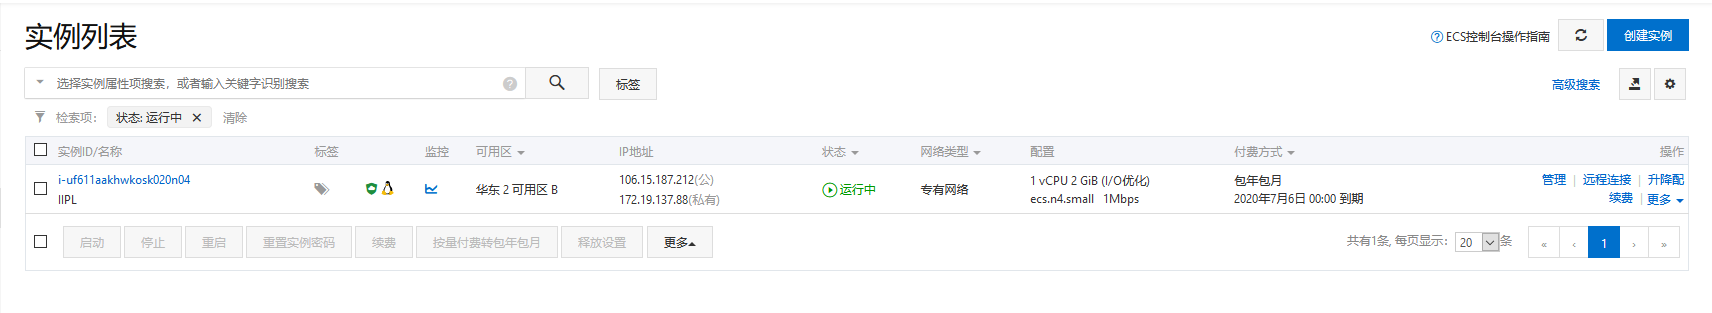 实例列表
ECS控制台操作指南
创建实例
选择实例属性项搜索，或者输入关键字识别搜索
标签
高级搜索
检索项：
状态: 运行中 ✕
清除
实例ID/名称 标签 监控 可用区 IP地址 状态 网络类型 配置 付费方式 操作
i-uf611aakhwkosk020n04
IIPL
华东 2 可用区 B
106.15.187.212(公)
172.19.137.88(私有)
运行中
专有网络
1 vCPU 2 GiB (I/O优化)
ecs.n4.small 1Mbps
包年包月
2020年7月6日 00:00 到期
管理 | 远程连接 | 升降配
续费 | 更多
启动 停止 重启 重置实例密码 续费 按量付费转包年包月 释放设置 更多
共有1条, 每页显示: 20 条 « ‹ 1 › »